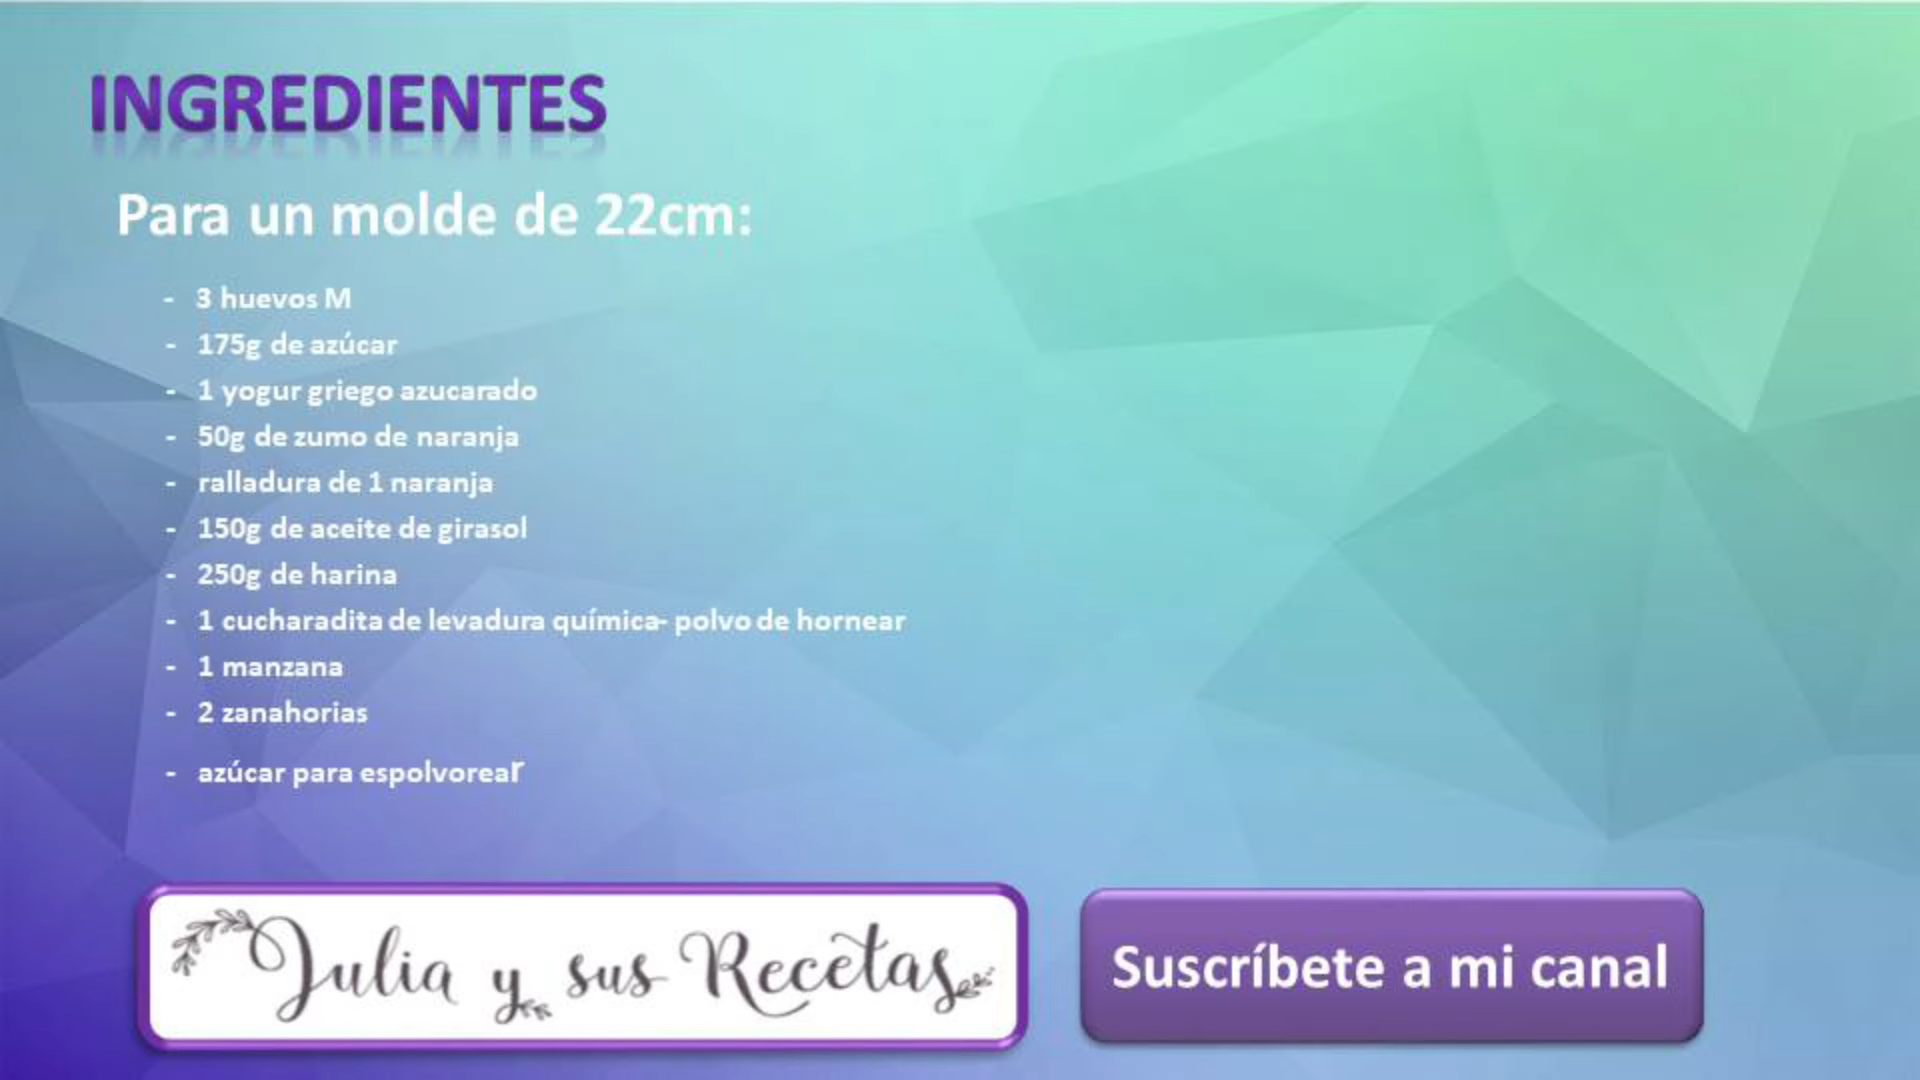 INGREDIENTES
Para un molde de 22cm:
- 3 huevos M
- 175g de azúcar
- 1 yogur griego azucarado
- 50g de zumo de naranja
- ralladura de 1 naranja
- 150g de aceite de girasol
- 250g de harina
- 1 cucharadita de levadura química- polvo de hornear
- 1 manzana
- 2 zanahorias
- azúcar para espolvorear
Julia y sus Recetas
Suscríbete a mi canal